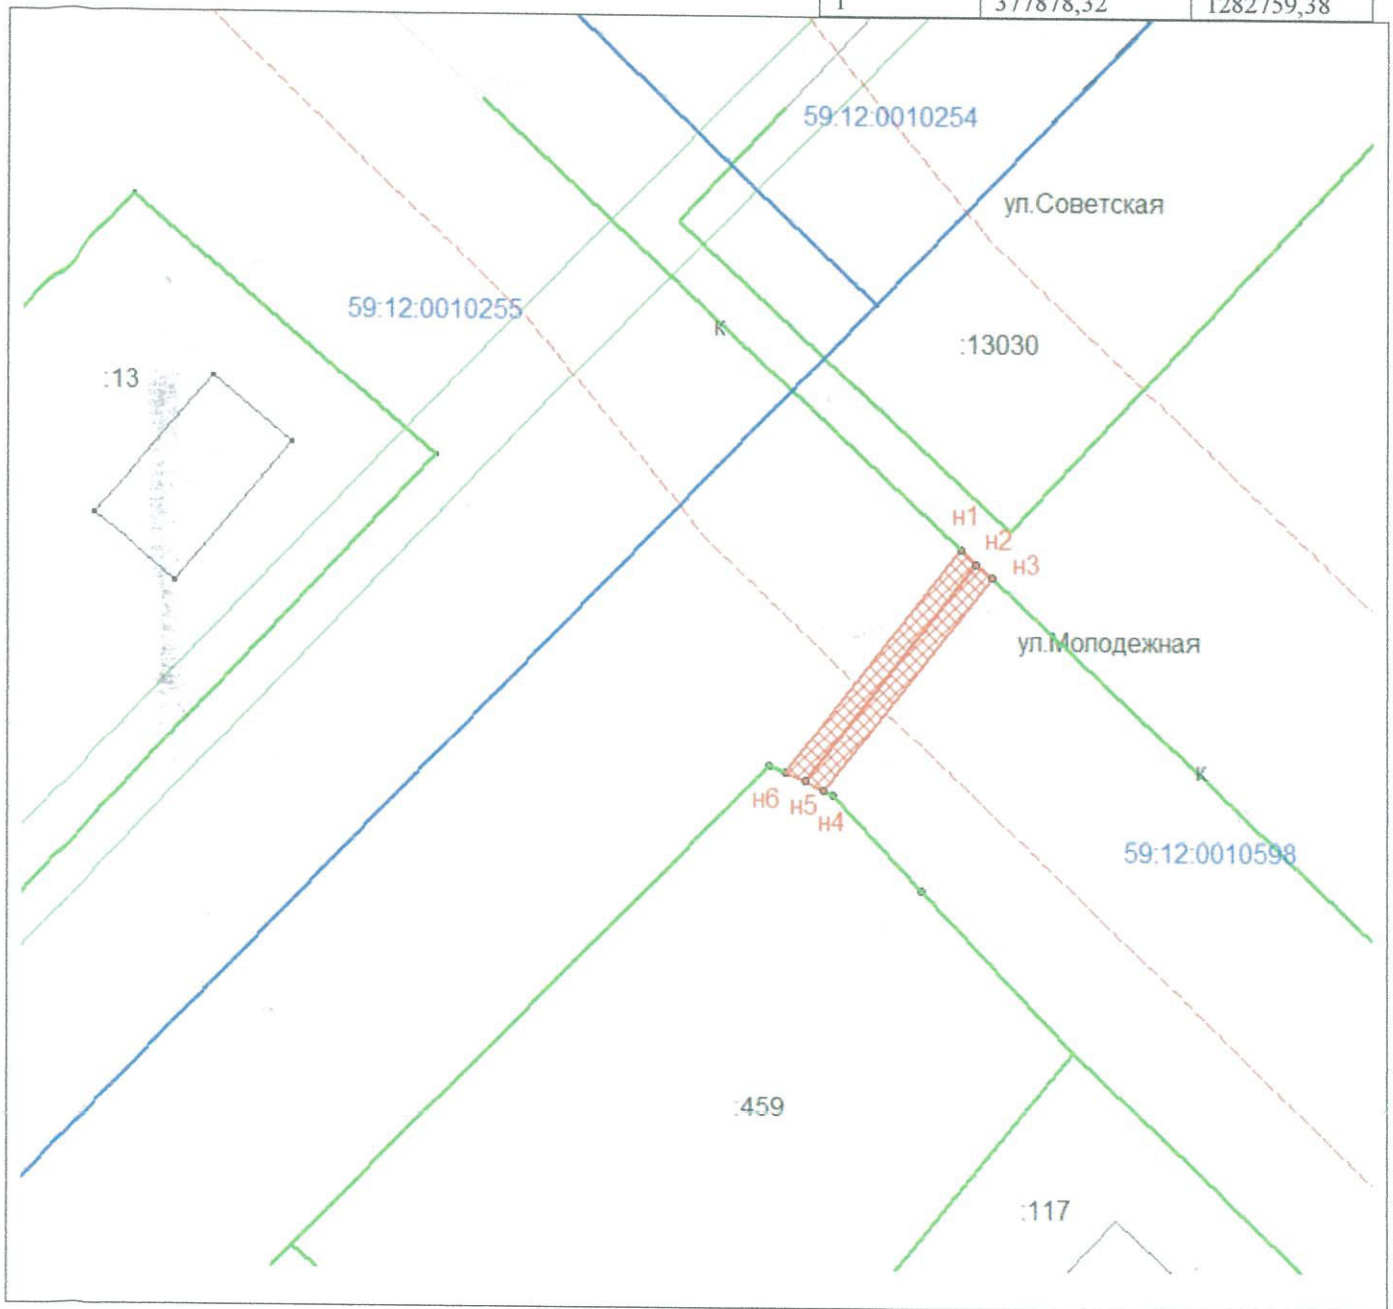 1 377878,32 1282759,38
59:12:0010254
ул.Советская
59:12:0010255
к
:13030
:13
н1
н2
н3
ул.Молодежная
к
н6
н5
н4
59:12:0010598
:459
:117